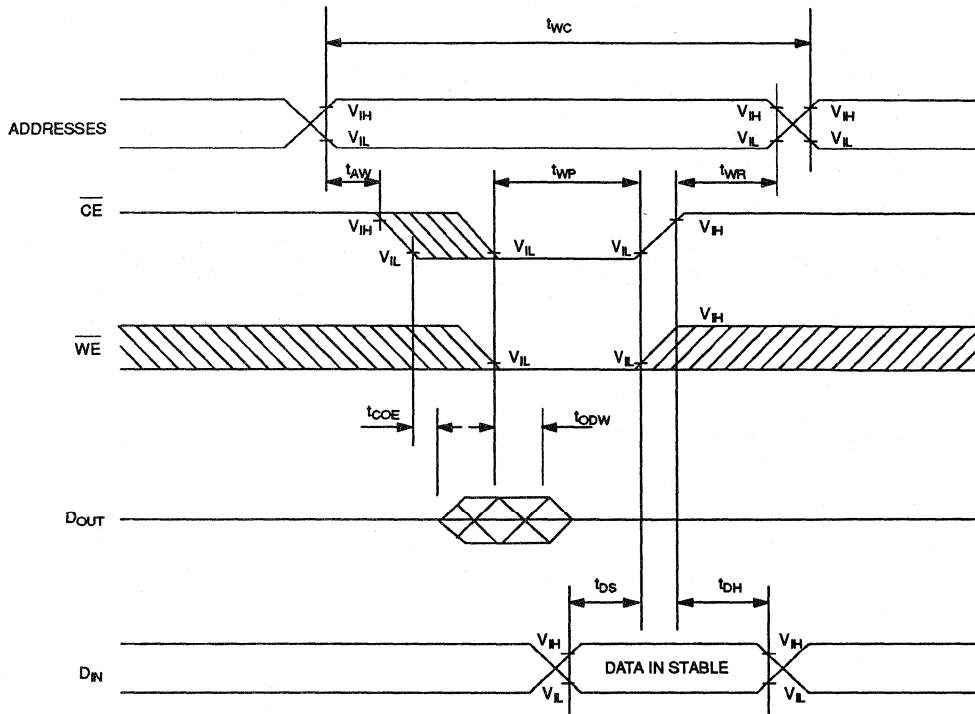 tWC
VIH
VIH
VIH
ADDRESSES
VIL
VIL
VIL
tAW
tWP
tWR
CE
VIH
VIH
VIL
VIL
VIL
VIH
WE
VIL
VIL
tCOE
tODW
DOUT
tDS
tDH
VIH
VIH
DIN
DATA IN STABLE
VIL
VIL